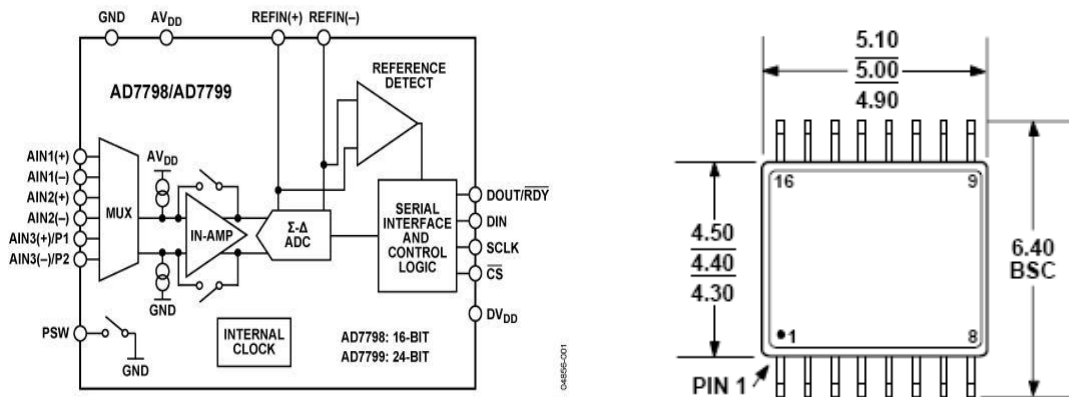 GND
AVDD
REFIN(+)
REFIN(–)
REFERENCE
DETECT
AD7798/AD7799
AIN1(+)
AIN1(–)
AIN2(+)
AIN2(–)
AIN3(+)/P1
AIN3(–)/P2
MUX
AVDD
IN-AMP
GND
Σ-Δ
ADC
SERIAL
INTERFACE
AND
CONTROL
LOGIC
DOUT/RDY
DIN
SCLK
CS
DVDD
PSW
GND
INTERNAL
CLOCK
AD7798: 16-BIT
AD7799: 24-BIT
04856-001
5.10
5.00
4.90
16
9
4.50
4.40
4.30
6.40
BSC
1
8
PIN 1